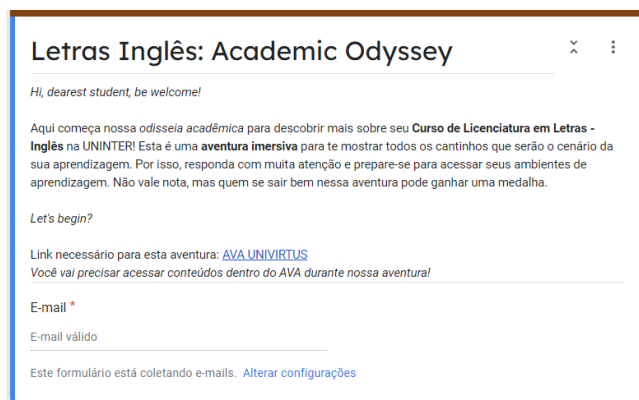 Letras Inglês: Academic Odyssey
Hi, dearest student, be welcome!
Aqui começa nossa odisseia acadêmica para descobrir mais sobre seu Curso de Licenciatura em Letras -
Inglês na UNINTER! Esta é uma aventura imersiva para te mostrar todos os cantinhos que serão o cenário da
sua aprendizagem. Por isso, responda com muita atenção e prepare-se para acessar seus ambientes de
aprendizagem. Não vale nota, mas quem se sair bem nessa aventura pode ganhar uma medalha.
Let's begin?
Link necessário para esta aventura: AVA UNIVIRTUS
Você vai precisar acessar conteúdos dentro do AVA durante nossa aventura!
E-mail *
E-mail válido
Este formulário está coletando e-mails. Alterar configurações